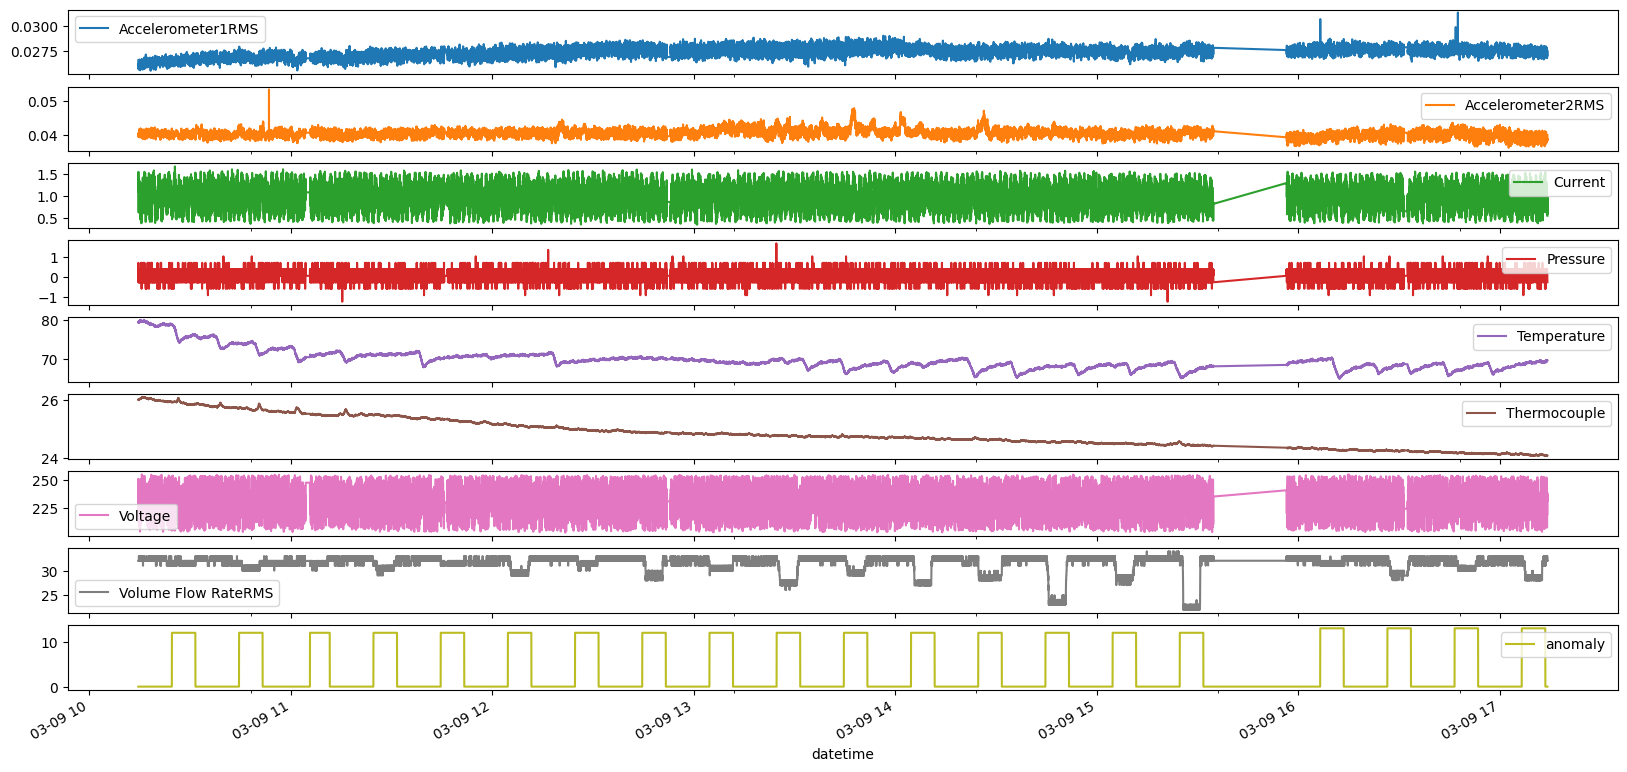 0.0300
0.0275
Accelerometer1RMS
0.05
0.04
Accelerometer2RMS
1.5
1.0
0.5
Current
1
0
−1
Pressure
80
70
Temperature
26
24
Thermocouple
250
225
Voltage
30
25
Volume Flow RateRMS
10
0
anomaly
03-09 10
03-09 11
03-09 12
03-09 13
03-09 14
03-09 15
03-09 16
03-09 17
datetime